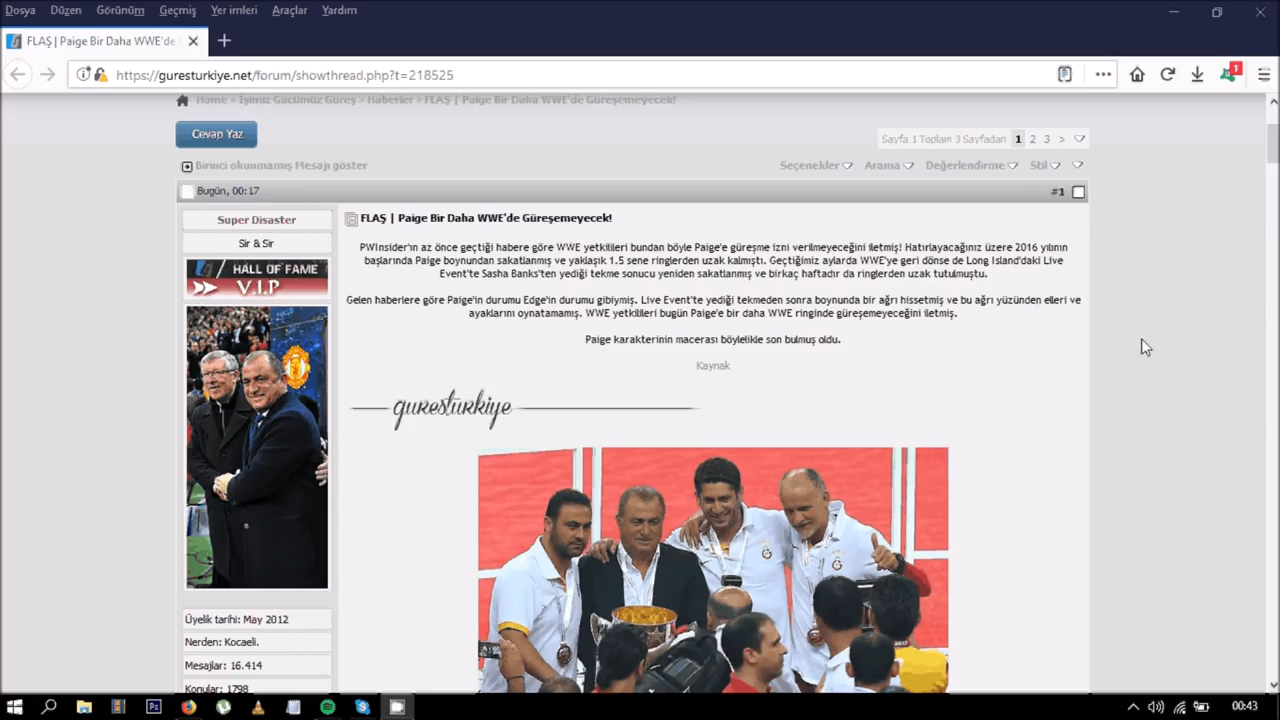 Dosya Düzen Görünüm Geçmiş Yer imleri Araçlar Yardım
FLAŞ | Paige Bir Daha WWE'de
https://guresturkiye.net/forum/showthread.php?t=218525
1
Home » İşimiz Gücümüz Güreş » Haberler » FLAŞ | Paige Bir Daha WWE'de Güreşemeyecek!
Cevap Yaz
Sayfa 1 Toplam 3 Sayfadan 1 2 3 >
Birinci okunmamış Mesajı göster
Seçenekler Arama Değerlendirme Stil
Bugün, 00:17
#1
Super Disaster
Sir & Sir
HALL OF FAME
V.I.P
FLAŞ | Paige Bir Daha WWE'de Güreşemeyecek!
PWInsider'ın az önce geçtiği habere göre WWE yetkilileri bundan böyle Paige'e güreşme izni verilmeyeceğini iletmiş! Hatırlayacağınız üzere 2016 yılının
başlarında Paige boynundan sakatlanmış ve yaklaşık 1.5 sene ringlerden uzak kalmıştı. Geçtiğimiz aylarda WWE'ye geri dönse de Long Island'daki Live
Event'te Sasha Banks'ten yediği tekme sonucu yeniden sakatlanmış ve birkaç haftadır da ringlerden uzak tutulmuştu.
Gelen haberlere göre Paige'in durumu Edge'in durumu gibiymiş. Live Event'te yediği tekmeden sonra boynunda bir ağrı hissetmiş ve bu ağrı yüzünden elleri ve
ayaklarını oynatamamış. WWE yetkilileri bugün Paige'e bir daha WWE ringinde güreşemeyeceğini iletmiş.
Paige karakterinin macerası böylelikle son bulmuş oldu.
Kaynak
guresturkiye
Üyelik tarihi: May 2012
Nerden: Kocaeli.
Mesajlar: 16.414
Konular: 1798
Ps
00:43